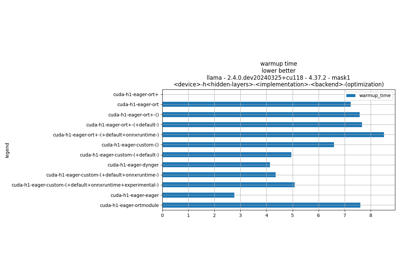 warmup time
lower better
llama - 2.4.0.dev20240325+cu118 - 4.37.2 - mask1
<device>-h<hidden-layers>-<implementation>-<backend>-(optimization)
warmup_time
legend
cuda-h1-eager-ort+
cuda-h1-eager-ort
cuda-h1-eager-ort+-()
cuda-h1-eager-ort+-(+default-)
cuda-h1-eager-ort+-(+default+onnxruntime-)
cuda-h1-eager-custom-()
cuda-h1-eager-custom-(+default-)
cuda-h1-eager-dynger
cuda-h1-eager-custom-(+default+onnxruntime-)
cuda-h1-eager-custom-(+default+onnxruntime+experimental-)
cuda-h1-eager-eager
cuda-h1-eager-ortmodule
0 1 2 3 4 5 6 7 8